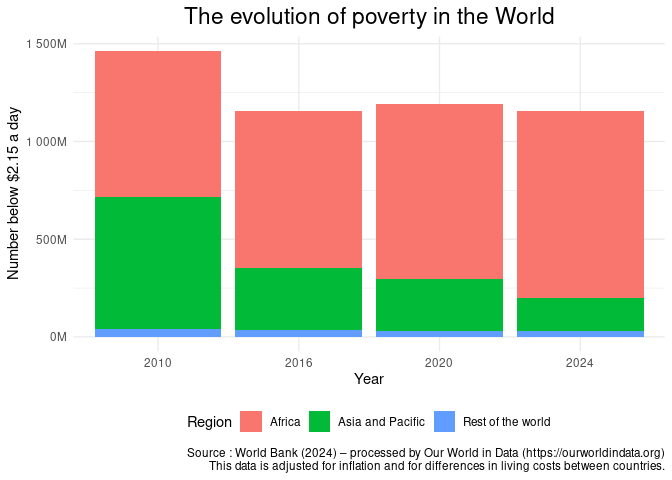 The evolution of poverty in the World
Number below $2.15 a day
1 500M
1 000M
500M
0M
2010 2016 2020 2024
Year
Region Africa Asia and Pacific Rest of the world
Source : World Bank (2024) – processed by Our World in Data (https://ourworldindata.org)
This data is adjusted for inflation and for differences in living costs between countries.